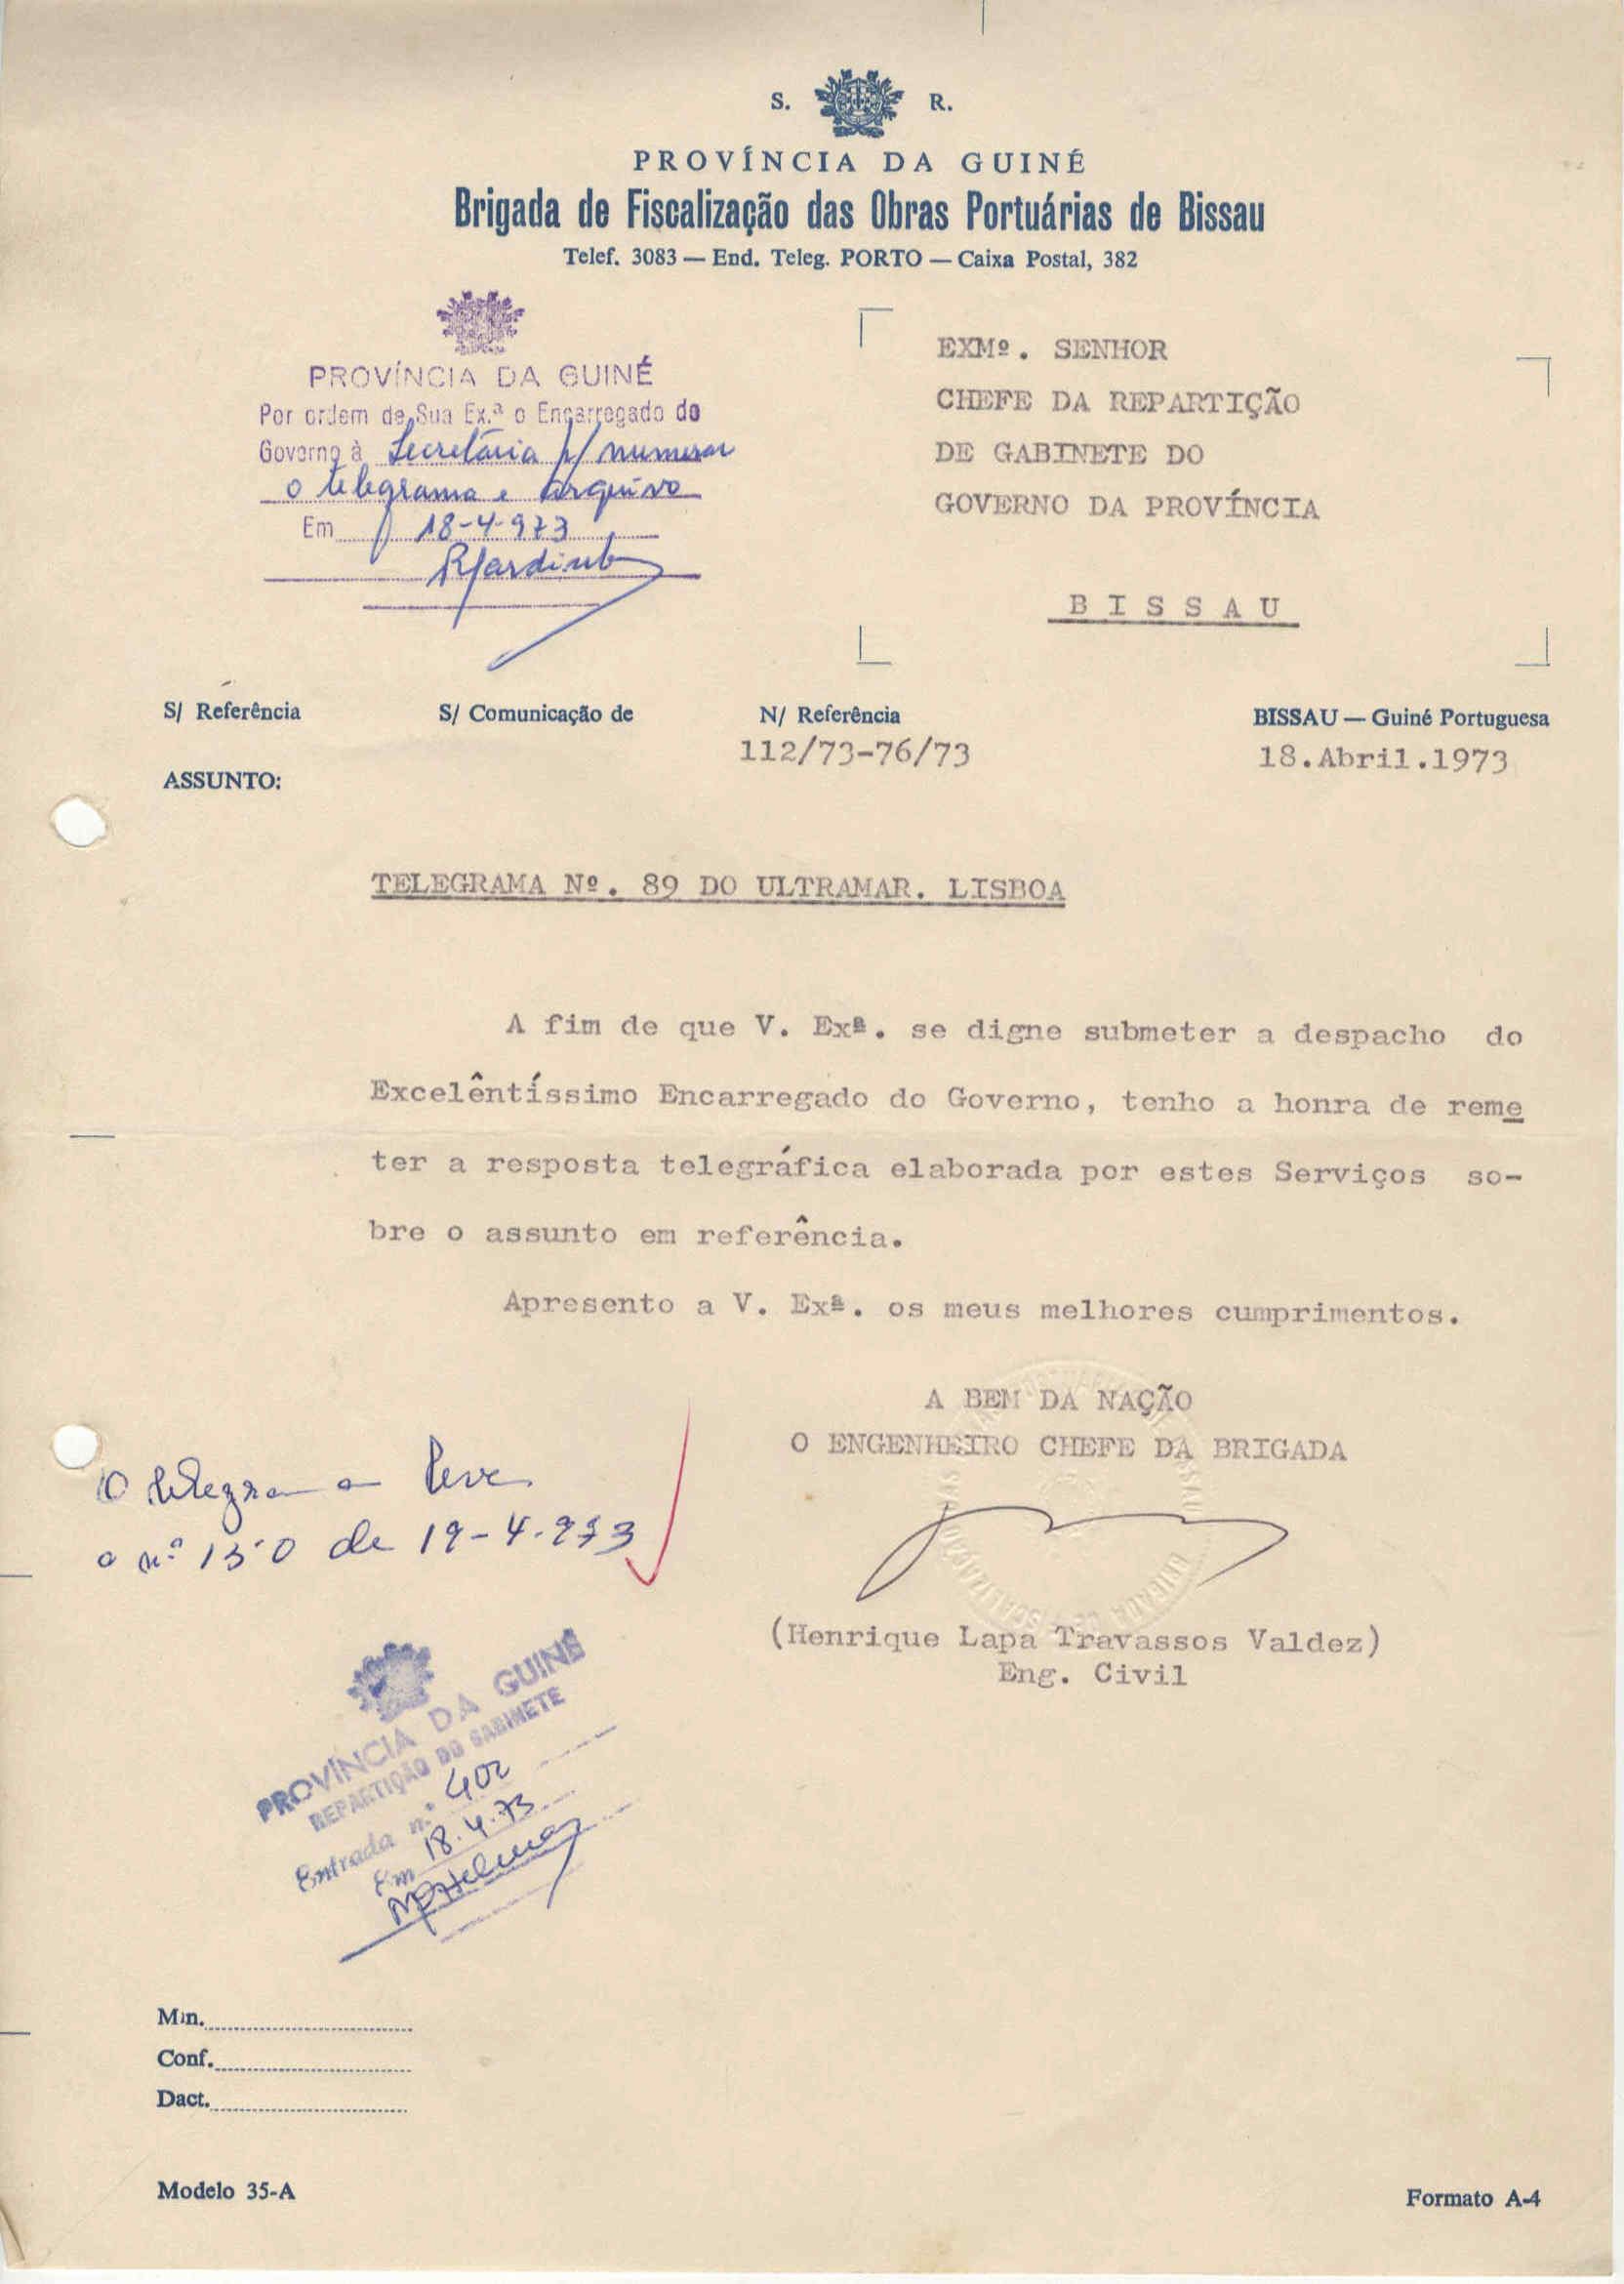 S. R.
PROVÍNCIA DA GUINÉ
Brigada de Fiscalização das Obras Portuárias de Bissau
Telef. 3083 — End. Teleg. PORTO — Caixa Postal, 382
PROVÍNCIA DA GUINÉ
Por ordem de Sua Ex.ª o Encarregado do
Governo à Secretária p/ numerar
o telegrama e arquivo
Em 18-4-973
EXMº. SENHOR
CHEFE DA REPARTIÇÃO
DE GABINETE DO
GOVERNO DA PROVÍNCIA
BISSAU
S/ Referência
S/ Comunicação de
N/ Referência
112/73-76/73
BISSAU — Guiné Portuguesa
18.Abril.1973
ASSUNTO:
TELEGRAMA Nº. 89 DO ULTRAMAR. LISBOA
A fim de que V. Exª. se digne submeter a despacho do
Excelêntíssimo Encarregado do Governo, tenho a honra de reme
ter a resposta telegráfica elaborada por estes Serviços so-
bre o assunto em referência.
Apresento a V. Exª. os meus melhores cumprimentos.
A BEM DA NAÇÃO
O ENGENHEIRO CHEFE DA BRIGADA
(Henrique Lapa Travassos Valdez)
Eng. Civil
O telegrama teve
o nº 150 de 19-4-973
PROVÍNCIA DA GUINÉ
REPARTIÇÃO DO GABINETE
Entrada n.º 402
Em 18.4.73
Min.
Conf.
Dact.
Modelo 35-A
Formato A-4